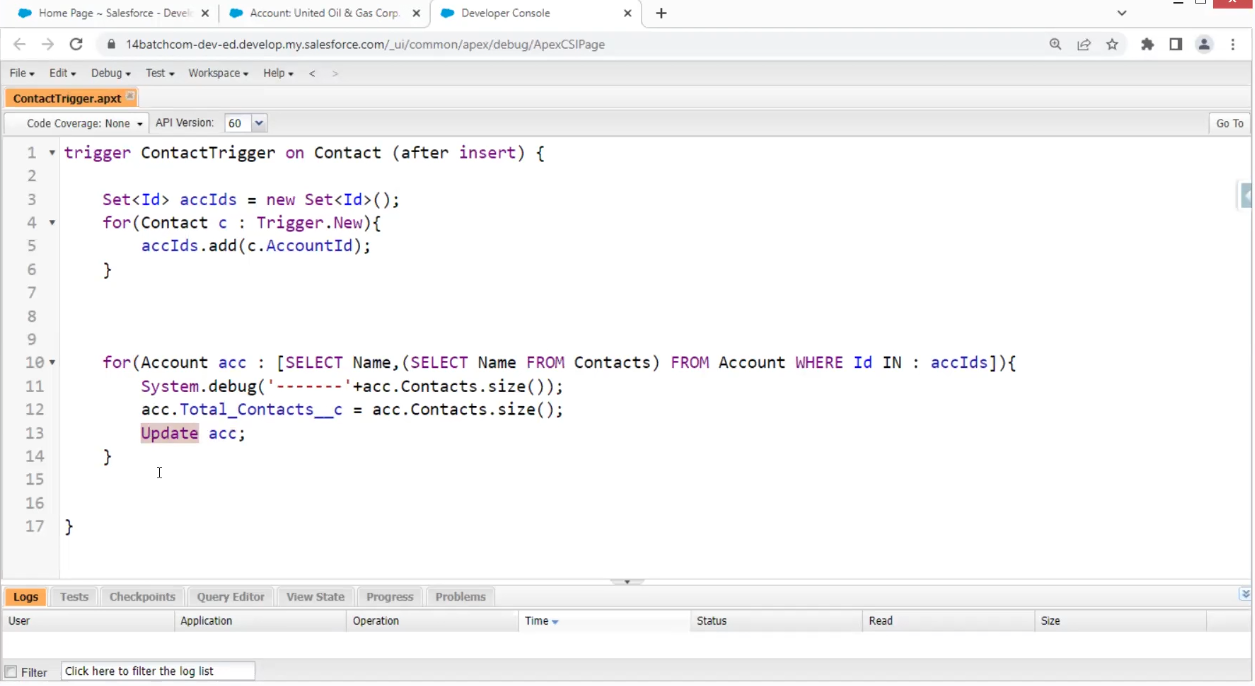 Home Page ~ Salesforce - Devel
Account: United Oil & Gas Corp.
Developer Console
14batchcom-dev-ed.develop.my.salesforce.com/_ui/common/apex/debug/ApexCSIPage
File Edit Debug Test Workspace Help < >
ContactTrigger.apxt
Code Coverage: None API Version: 60 Go To
1 trigger ContactTrigger on Contact (after insert) {
2
3 Set<Id> accIds = new Set<Id>();
4 for(Contact c : Trigger.New){
5 accIds.add(c.AccountId);
6 }
7
8
9
10 for(Account acc : [SELECT Name,(SELECT Name FROM Contacts) FROM Account WHERE Id IN : accIds]){
11 System.debug('-------'+acc.Contacts.size());
12 acc.Total_Contacts__c = acc.Contacts.size();
13 Update acc;
14 }
15
16
17 }
Logs Tests Checkpoints Query Editor View State Progress Problems
User Application Operation Time Status Read Size
Filter Click here to filter the log list